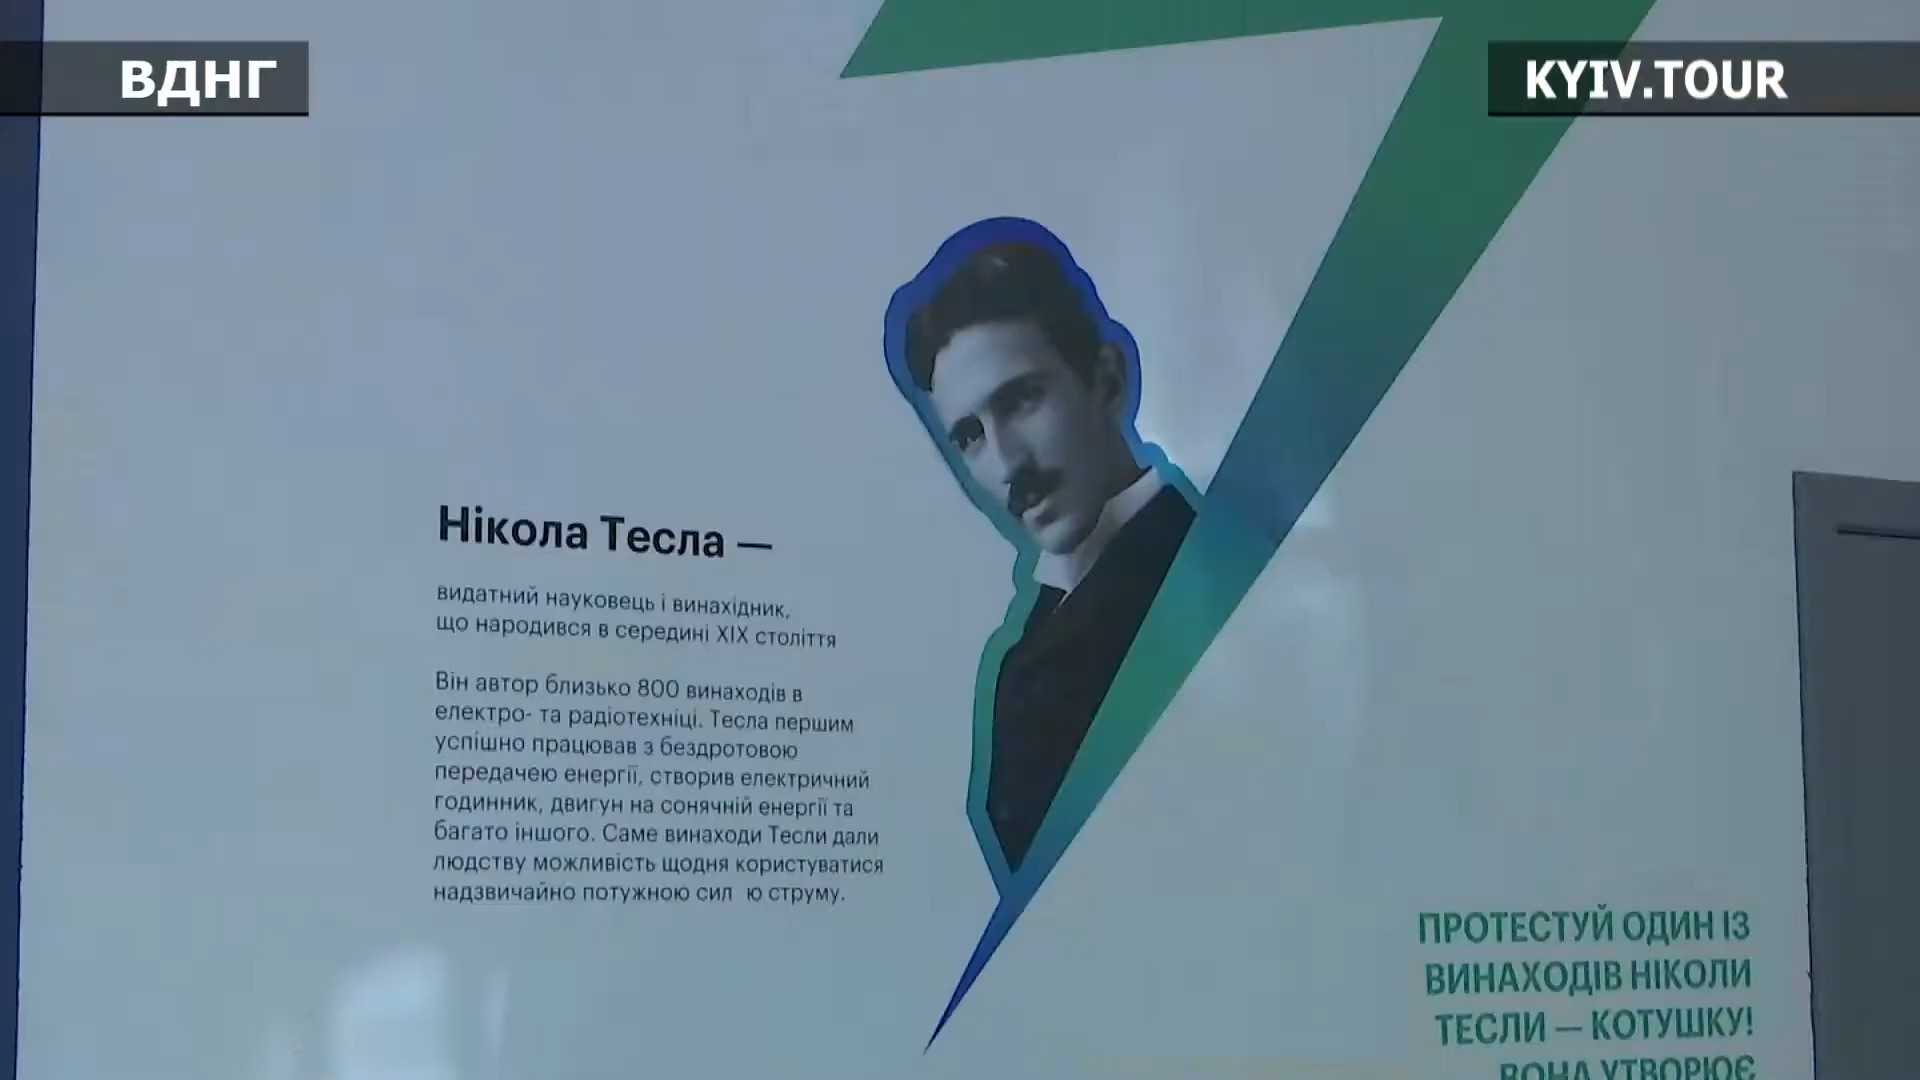 ВДНГ
KYIV.TOUR
Нікола Тесла —
видатний науковець і винахідник,
що народився в середині XIX століття
Він автор близько 800 винаходів в
електро- та радіотехніці. Тесла першим
успішно працював з бездротовою
передачею енергії, створив електричний
годинник, двигун на сонячній енергії та
багато іншого. Саме винаходи Тесли дали
людству можливість щодня користуватися
надзвичайно потужною сил ю струму.
ПРОТЕСТУЙ ОДИН ІЗ
ВИНАХОДІВ НІКОЛИ
ТЕСЛИ — КОТУШКУ!
ВОНА УТВОРЮЄ